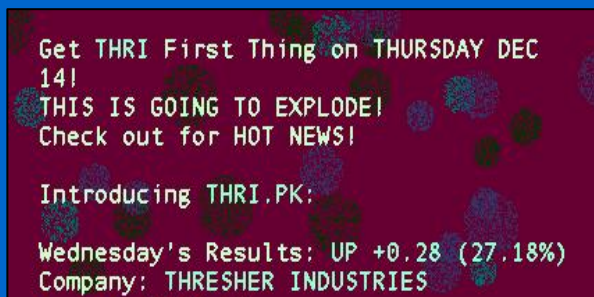 Get THRI First Thing on THURSDAY DEC
14!
THIS IS GOING TO EXPLODE!
Check out for HOT NEWS!
Introducing THRI.PK:
Wednesday's Results: UP +0.28 (27.18%)
Company: THRESHER INDUSTRIES